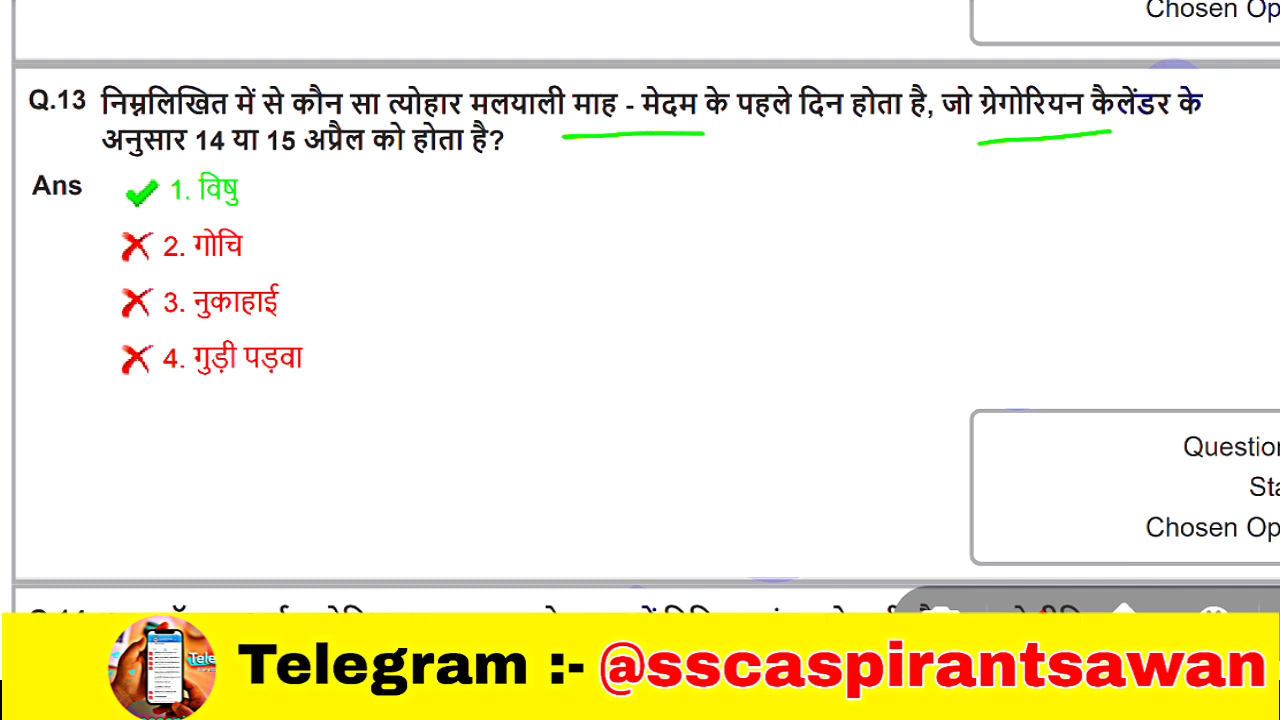 Chosen Op
Q.13 निम्नलिखित में से कौन सा त्योहार मलयाली माह - मेदम के पहले दिन होता है, जो ग्रेगोरियन कैलेंडर के
अनुसार 14 या 15 अप्रैल को होता है?
Ans 1. विषु
2. गोचि
3. नुकाहाई
4. गुड़ी पड़वा
Question
Sta
Chosen Op
Telegram :- @sscaspirantsawan